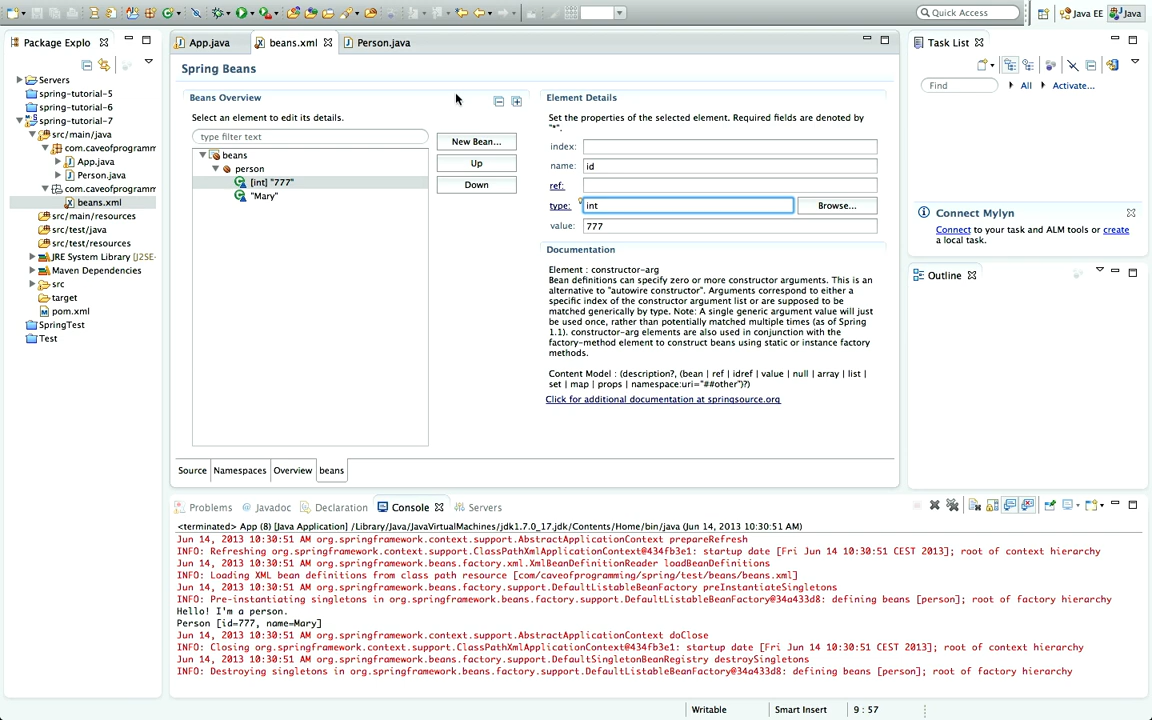 Quick Access
Java EE
Java
Package Explo
App.java
beans.xml
Person.java
Task List
Spring Beans
Servers
spring-tutorial-5
spring-tutorial-6
spring-tutorial-7
src/main/java
com.caveofprogramm
App.java
Person.java
com.caveofprogramm
beans.xml
src/main/resources
src/test/java
src/test/resources
JRE System Library [J2SE-
Maven Dependencies
src
target
pom.xml
SpringTest
Test
Beans Overview
Select an element to edit its details.
type filter text
New Bean...
Up
Down
beans
person
[int] "777"
"Mary"
Element Details
Set the properties of the selected element. Required fields are denoted by
"*".
index:
name: id
ref:
type: int
Browse...
value: 777
Documentation
Element : constructor-arg
Bean definitions can specify zero or more constructor arguments. This is an
alternative to "autowire constructor". Arguments correspond to either a
specific index of the constructor argument list or are supposed to be
matched generically by type. Note: A single generic argument value will just
be used once, rather than potentially matched multiple times (as of Spring
1.1). constructor-arg elements are also used in conjunction with the
factory-method element to construct beans using static or instance factory
methods.
Content Model : (description?, (bean | ref | idref | value | null | array | list |
set | map | props | namespace:uri="##other")?)
Click for additional documentation at springsource.org
Source
Namespaces
Overview
beans
Find
All
Activate...
Connect Mylyn
Connect to your task and ALM tools or create
a local task.
Outline
Problems
Javadoc
Declaration
Console
Servers
<terminated> App (8) [Java Application] /Library/Java/JavaVirtualMachines/jdk1.7.0_17.jdk/Contents/Home/bin/java (Jun 14, 2013 10:30:51 AM)
Jun 14, 2013 10:30:51 AM org.springframework.context.support.AbstractApplicationContext prepareRefresh
INFO: Refreshing org.springframework.context.support.ClassPathXmlApplicationContext@434fb3e1: startup date [Fri Jun 14 10:30:51 CEST 2013]; root of context hierarchy
Jun 14, 2013 10:30:51 AM org.springframework.beans.factory.xml.XmlBeanDefinitionReader loadBeanDefinitions
INFO: Loading XML bean definitions from class path resource [com/caveofprogramming/spring/test/beans/beans.xml]
Jun 14, 2013 10:30:51 AM org.springframework.beans.factory.support.DefaultListableBeanFactory preInstantiateSingletons
INFO: Pre-instantiating singletons in org.springframework.beans.factory.support.DefaultListableBeanFactory@34a433d8: defining beans [person]; root of factory hierarchy
Hello! I'm a person.
Person [id=777, name=Mary]
Jun 14, 2013 10:30:51 AM org.springframework.context.support.AbstractApplicationContext doClose
INFO: Closing org.springframework.context.support.ClassPathXmlApplicationContext@434fb3e1: startup date [Fri Jun 14 10:30:51 CEST 2013]; root of context hierarchy
Jun 14, 2013 10:30:51 AM org.springframework.beans.factory.support.DefaultSingletonBeanRegistry destroySingletons
INFO: Destroying singletons in org.springframework.beans.factory.support.DefaultListableBeanFactory@34a433d8: defining beans [person]; root of factory hierarchy
Writable
Smart Insert
9 : 57